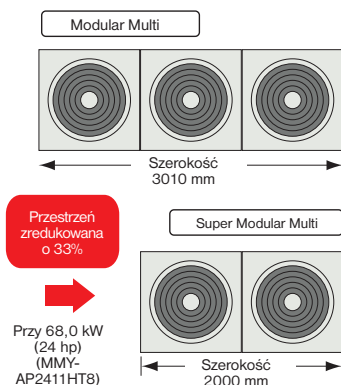 Modular Multi
Szerokość
3010 mm
Przestrzeń
zredukowana
o 33%
Super Modular Multi
Przy 68,0 kW
(24 hp)
(MMY-
AP2411HT8)
Szerokość
2000 mm